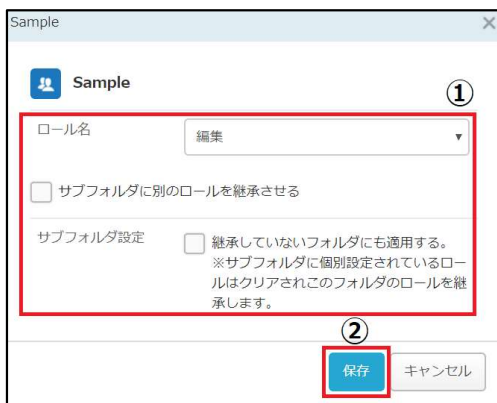 Sample
×
Sample
①
ロール名
編集
サブフォルダに別のロールを継承させる
サブフォルダ設定
継承していないフォルダにも適用する。
※サブフォルダに個別設定されているロー
ルはクリアされこのフォルダのロールを継
承します。
②
保存
キャンセル